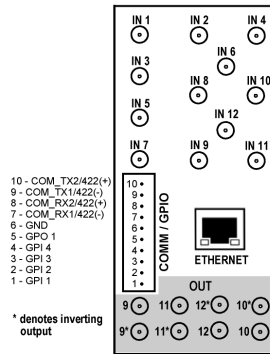 IN 1 IN 2 IN 4
IN 3 IN 6
IN 8 IN 10
IN 5 IN 12
IN 7 IN 9 IN 11
10 - COM_TX2/422(+)
9 - COM_TX1/422(-)
8 - COM_RX2/422(+)
7 - COM_RX1/422(-)
6 - GND
5 - GPO 1
4 - GPI 4
3 - GPI 3
2 - GPI 2
1 - GPI 1
10
9
8
7
6
5
4
3
2
1
COMM / GPIO
ETHERNET
OUT
9 11 12* 10*
9* 11* 12 10
* denotes inverting
output